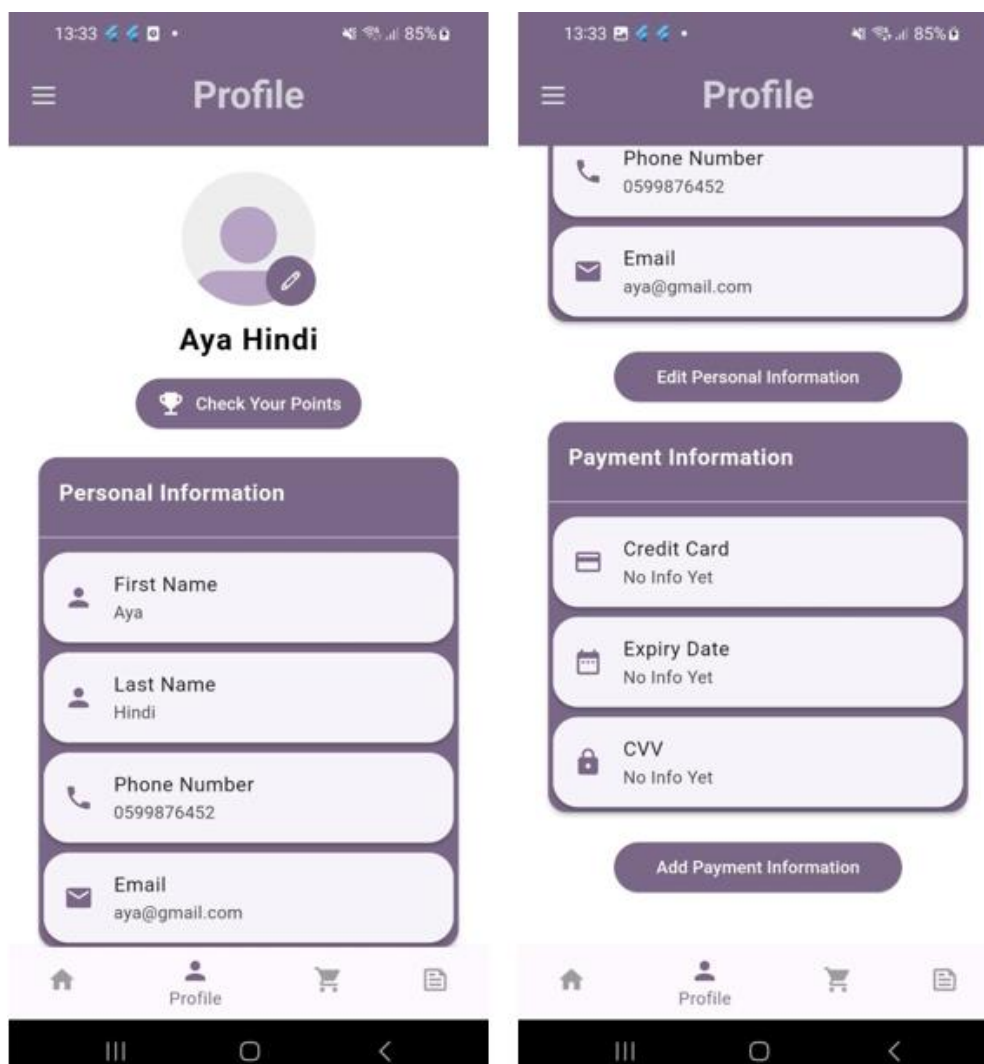 13:33
85%
Profile
Aya Hindi
Check Your Points
Personal Information
First Name
Aya
Last Name
Hindi
Phone Number
0599876452
Email
aya@gmail.com
Profile
13:33
85%
Profile
Phone Number
0599876452
Email
aya@gmail.com
Edit Personal Information
Payment Information
Credit Card
No Info Yet
Expiry Date
No Info Yet
CVV
No Info Yet
Add Payment Information
Profile